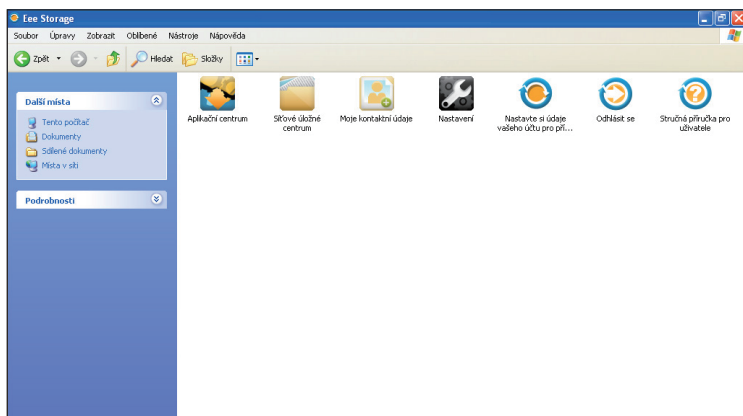 Eee Storage
Soubor Úpravy Zobrazit Oblíbené Nástroje Nápověda
Zpět Hledat Složky
Další místa
Tento počítač
Dokumenty
Sdílené dokumenty
Místa v síti
Podrobnosti
Aplikační centrum
Síťové úložné
centrum
Moje kontaktní údaje
Nastavení
Nastavte si údaje
vašeho účtu pro pří...
Odhlásit se
Stručná příručka pro
uživatele